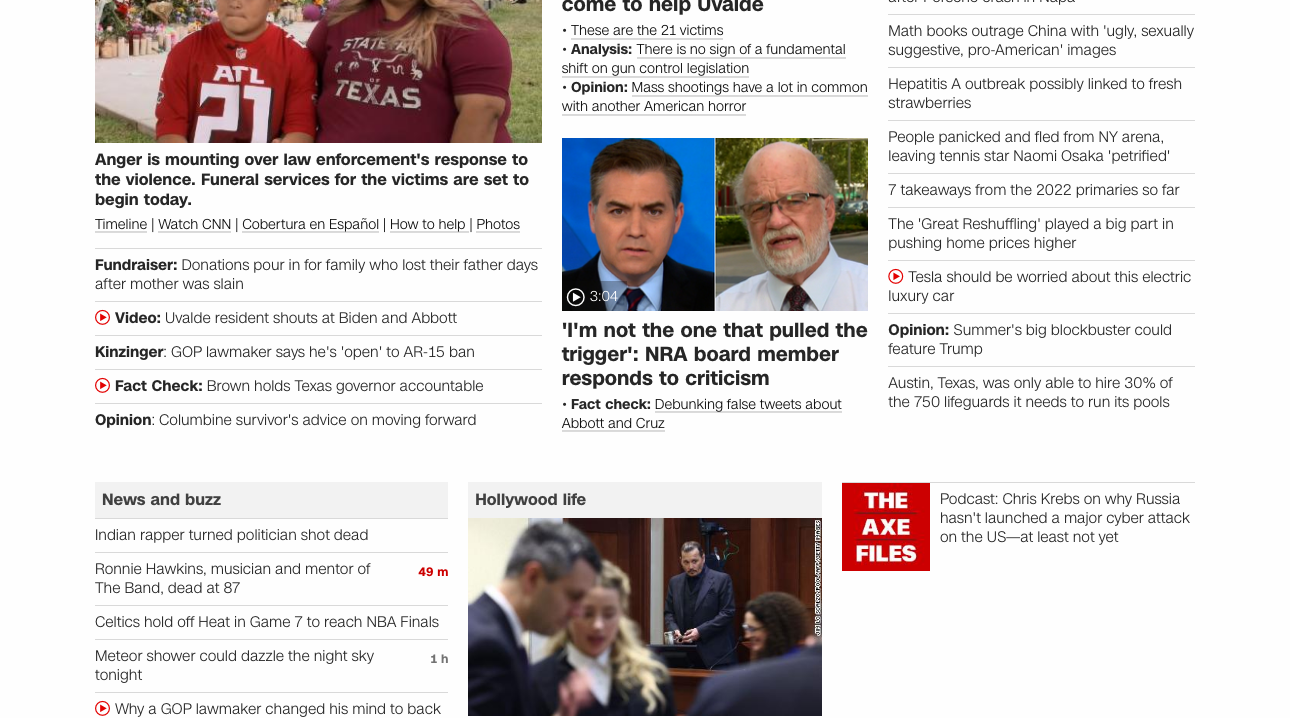 ATL
21
STATE FAIR
OF
TEXAS
Anger is mounting over law enforcement's response to
the violence. Funeral services for the victims are set to
begin today.
Timeline | Watch CNN | Cobertura en Español | How to help | Photos
Fundraiser: Donations pour in for family who lost their father days
after mother was slain
Video: Uvalde resident shouts at Biden and Abbott
Kinzinger: GOP lawmaker says he's 'open' to AR-15 ban
Fact Check: Brown holds Texas governor accountable
Opinion: Columbine survivor's advice on moving forward
come to help Uvalde
• These are the 21 victims
• Analysis: There is no sign of a fundamental
shift on gun control legislation
• Opinion: Mass shootings have a lot in common
with another American horror
3:04
'I'm not the one that pulled the
trigger': NRA board member
responds to criticism
• Fact check: Debunking false tweets about
Abbott and Cruz
after Porsche crash in Napa
Math books outrage China with 'ugly, sexually
suggestive, pro-American' images
Hepatitis A outbreak possibly linked to fresh
strawberries
People panicked and fled from NY arena,
leaving tennis star Naomi Osaka 'petrified'
7 takeaways from the 2022 primaries so far
The 'Great Reshuffling' played a big part in
pushing home prices higher
Tesla should be worried about this electric
luxury car
Opinion: Summer's big blockbuster could
feature Trump
Austin, Texas, was only able to hire 30% of
the 750 lifeguards it needs to run its pools
News and buzz
Indian rapper turned politician shot dead
Ronnie Hawkins, musician and mentor of
The Band, dead at 87
49 m
Celtics hold off Heat in Game 7 to reach NBA Finals
Meteor shower could dazzle the night sky
tonight
1 h
Why a GOP lawmaker changed his mind to back
Hollywood life
THE
AXE
FILES
Podcast: Chris Krebs on why Russia
hasn't launched a major cyber attack
on the US—at least not yet